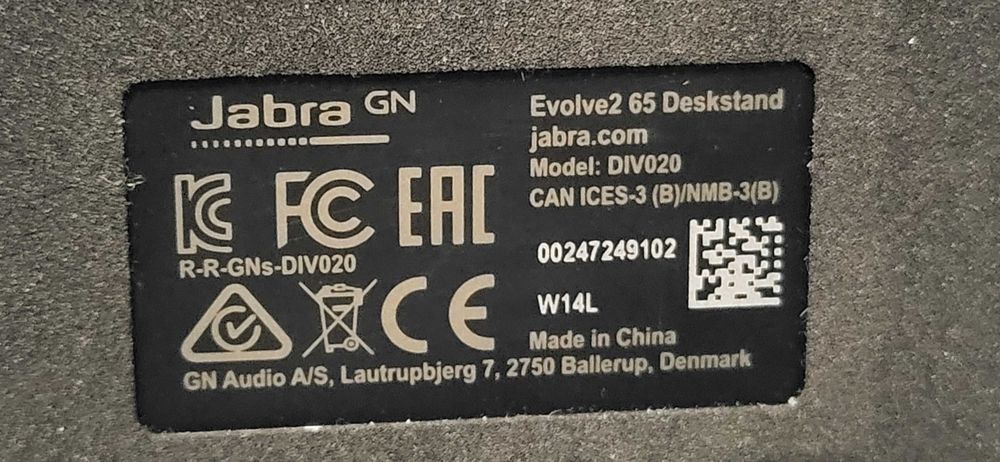 Jabra GN
Evolve2 65 Deskstand
jabra.com
Model: DIV020
CAN ICES-3 (B)/NMB-3(B)
KC FC EAC
R-R-GNs-DIV020
00247249102
W14L
CE
Made in China
GN Audio A/S, Lautrupbjerg 7, 2750 Ballerup, Denmark